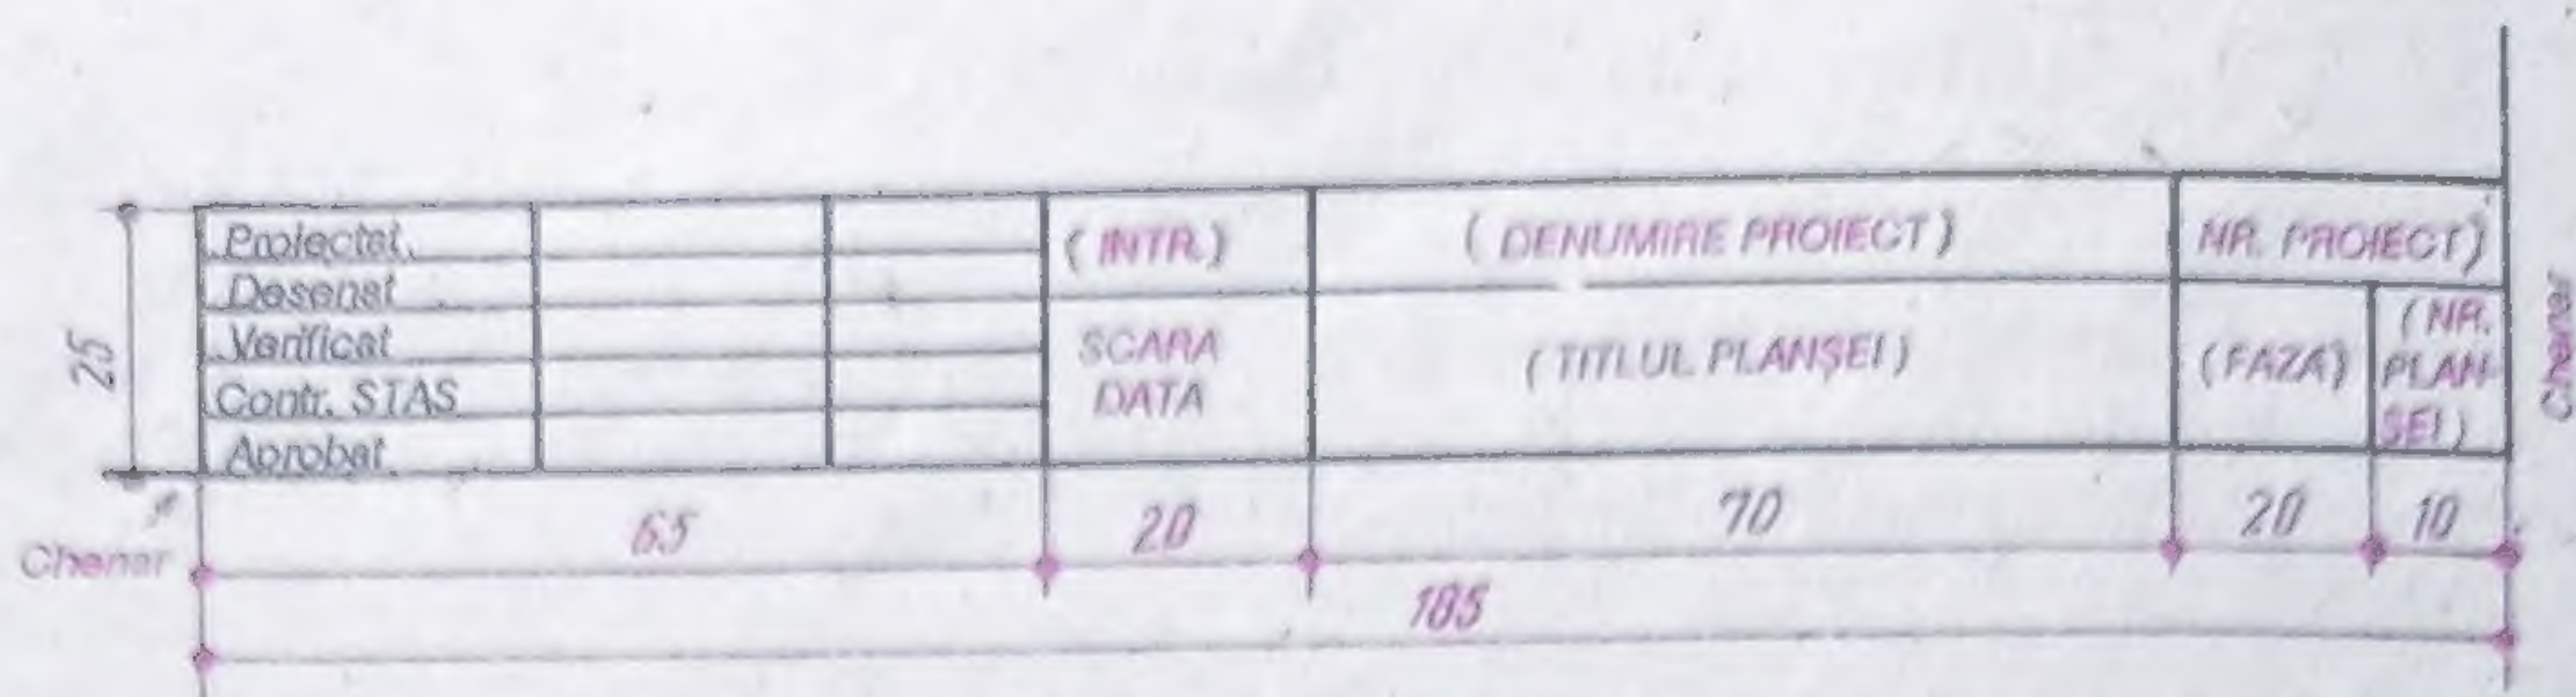 Proiectat
Desenat
Verificat
Contr. STAS
Aprobat
( INTR.)
SCARA
DATA
( DENUMIRE PROIECT )
( TITLUL PLANȘEI )
NR. PROIECT)
(FAZA)
( NR.
PLAN-
ȘEI )
25
Chenar
Chenar
65
20
70
20
10
185